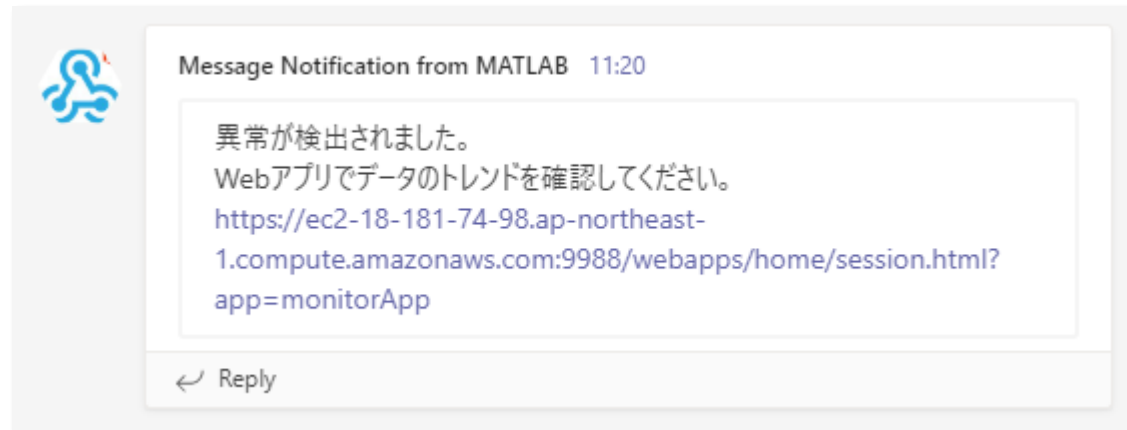 Message Notification from MATLAB 11:20
異常が検出されました。
Webアプリでデータのトレンドを確認してください。
https://ec2-18-181-74-98.ap-northeast-
1.compute.amazonaws.com:9988/webapps/home/session.html?
app=monitorApp
Reply